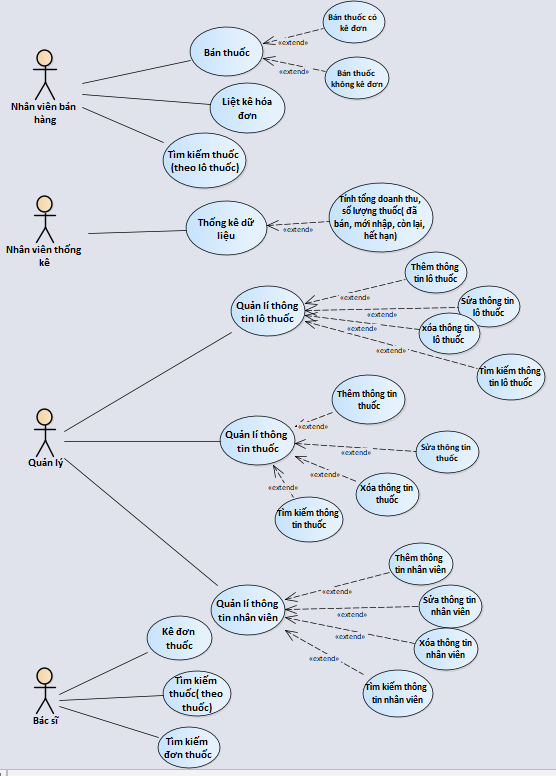 Bán thuốc có
kê đơn
«extend»
Bán thuốc
«extend»
Bán thuốc
không kê đơn
Nhân viên bán
hàng
Liệt kê hóa
đơn
Tìm kiếm thuốc
(theo lô thuốc)
Nhân viên thống
kê
Thống kê dữ
liệu
«extend»
Tính tổng doanh thu,
số lượng thuốc( đã
bán, mới nhập, còn lại,
hết hạn)
Quản lí thông
tin lô thuốc
Thêm thông
tin lô thuốc
«extend»
Sửa thông tin
lô thuốc
«extend»
Xóa thông tin
lô thuốc
«extend»
«extend»
Tìm kiếm thông
tin lô thuốc
Thêm thông tin
thuốc
«extend»
Quản lí thông
tin thuốc
«extend»
Sửa thông tin
thuốc
Quản lý
«extend»
Xóa thông tin
thuốc
«extend»
Tìm kiếm thông
tin thuốc
Thêm thông
tin nhân viên
«extend»
Quản lí thông
tin nhân viên
«extend»
Sửa thông tin
nhân viên
«extend»
Xóa thông tin
nhân viên
«extend»
Tìm kiếm thông
tin nhân viên
Kê đơn
thuốc
Tìm kiếm
thuốc( theo
thuốc)
Bác sĩ
Tìm kiếm
đơn thuốc